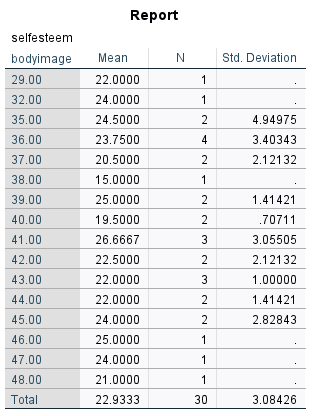 Report
selfesteem
bodyimage Mean N Std. Deviation
29.00 22.0000 1 .
32.00 24.0000 1 .
35.00 24.5000 2 4.94975
36.00 23.7500 4 3.40343
37.00 20.5000 2 2.12132
38.00 15.0000 1 .
39.00 25.0000 2 1.41421
40.00 19.5000 2 .70711
41.00 26.6667 3 3.05505
42.00 22.5000 2 2.12132
43.00 22.0000 3 1.00000
44.00 22.0000 2 1.41421
45.00 24.0000 2 2.82843
46.00 25.0000 1 .
47.00 24.0000 1 .
48.00 21.0000 1 .
Total 22.9333 30 3.08426